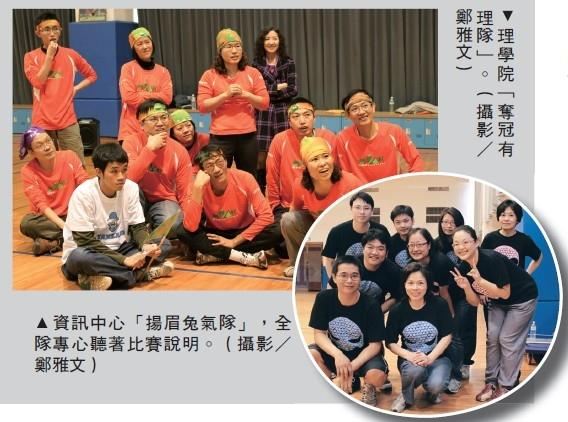 ▼理學院「奪冠有
理隊」。（攝影／
鄭雅文）
▲資訊中心「揚眉兔氣隊」，全
隊專心聽著比賽說明。（攝影／
鄭雅文）